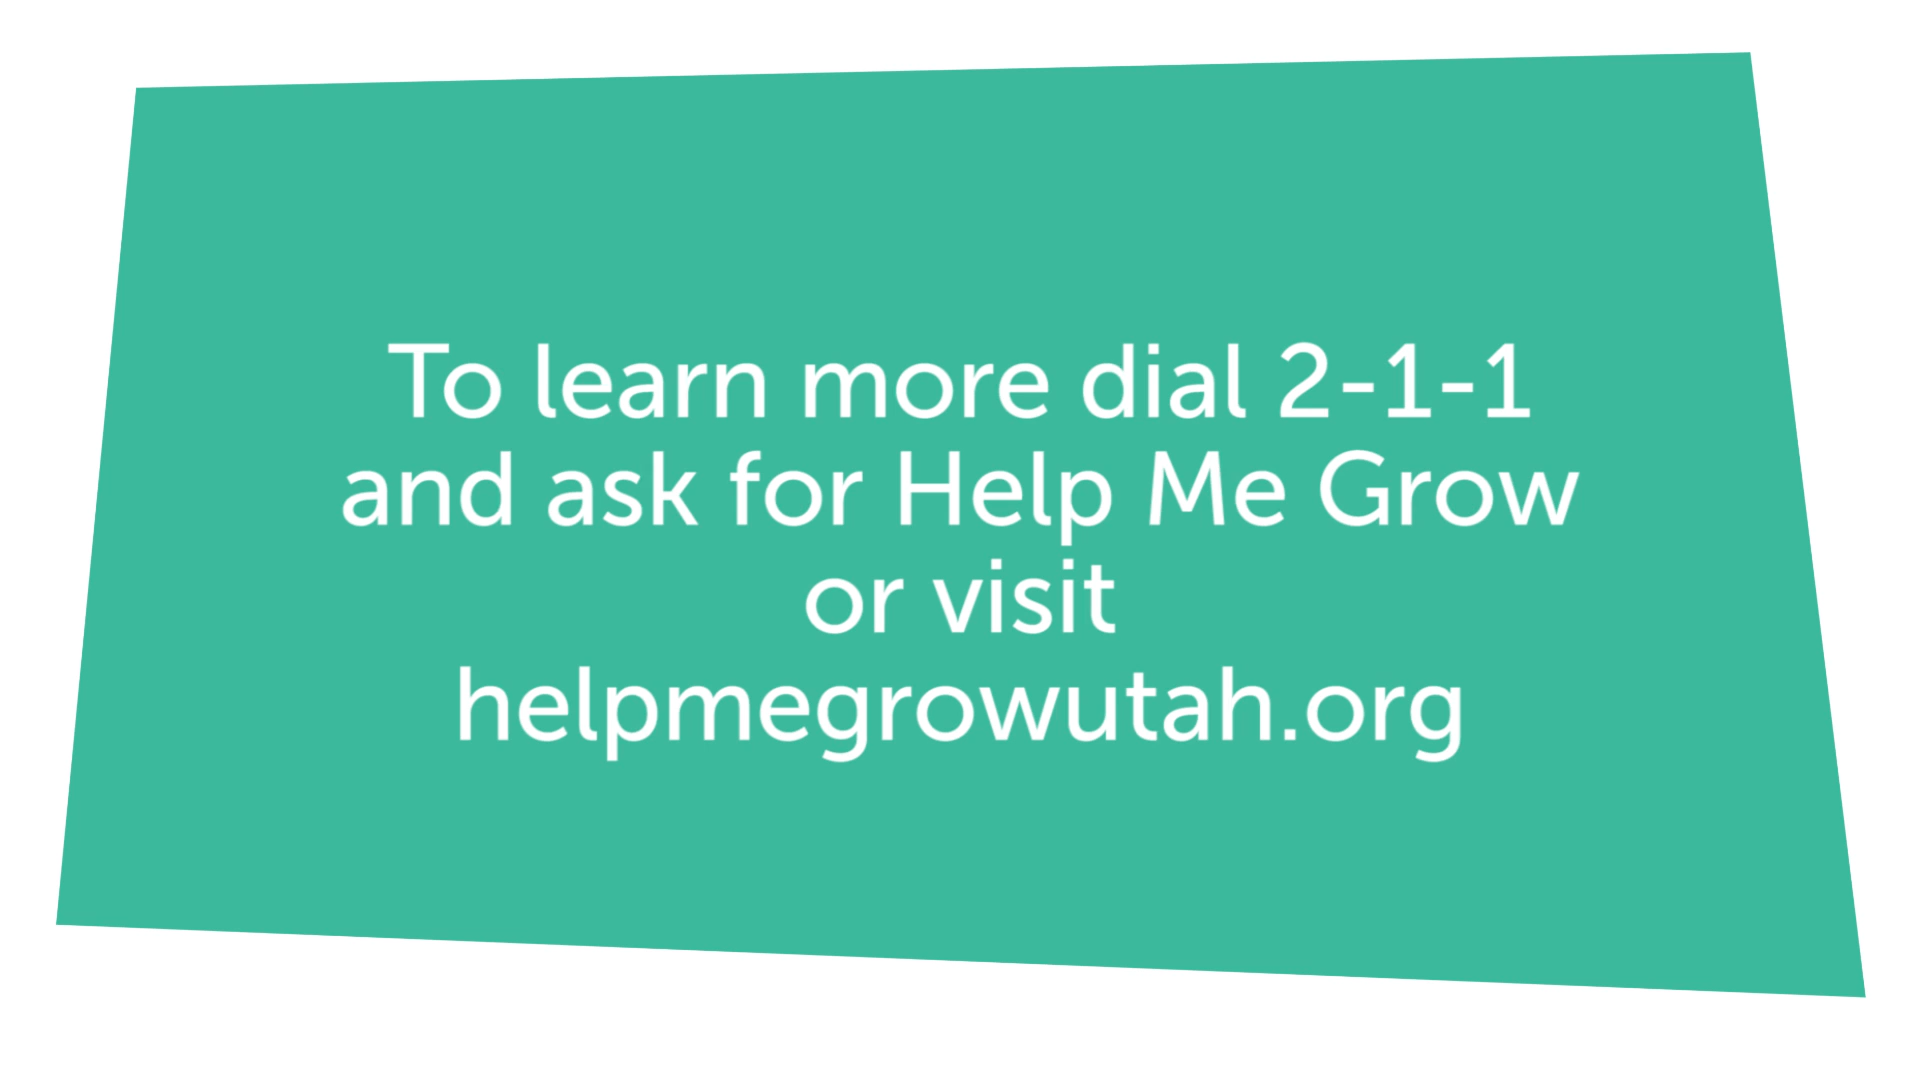 To learn more dial 2-1-1
and ask for Help Me Grow
or visit
helpmegrowutah.org